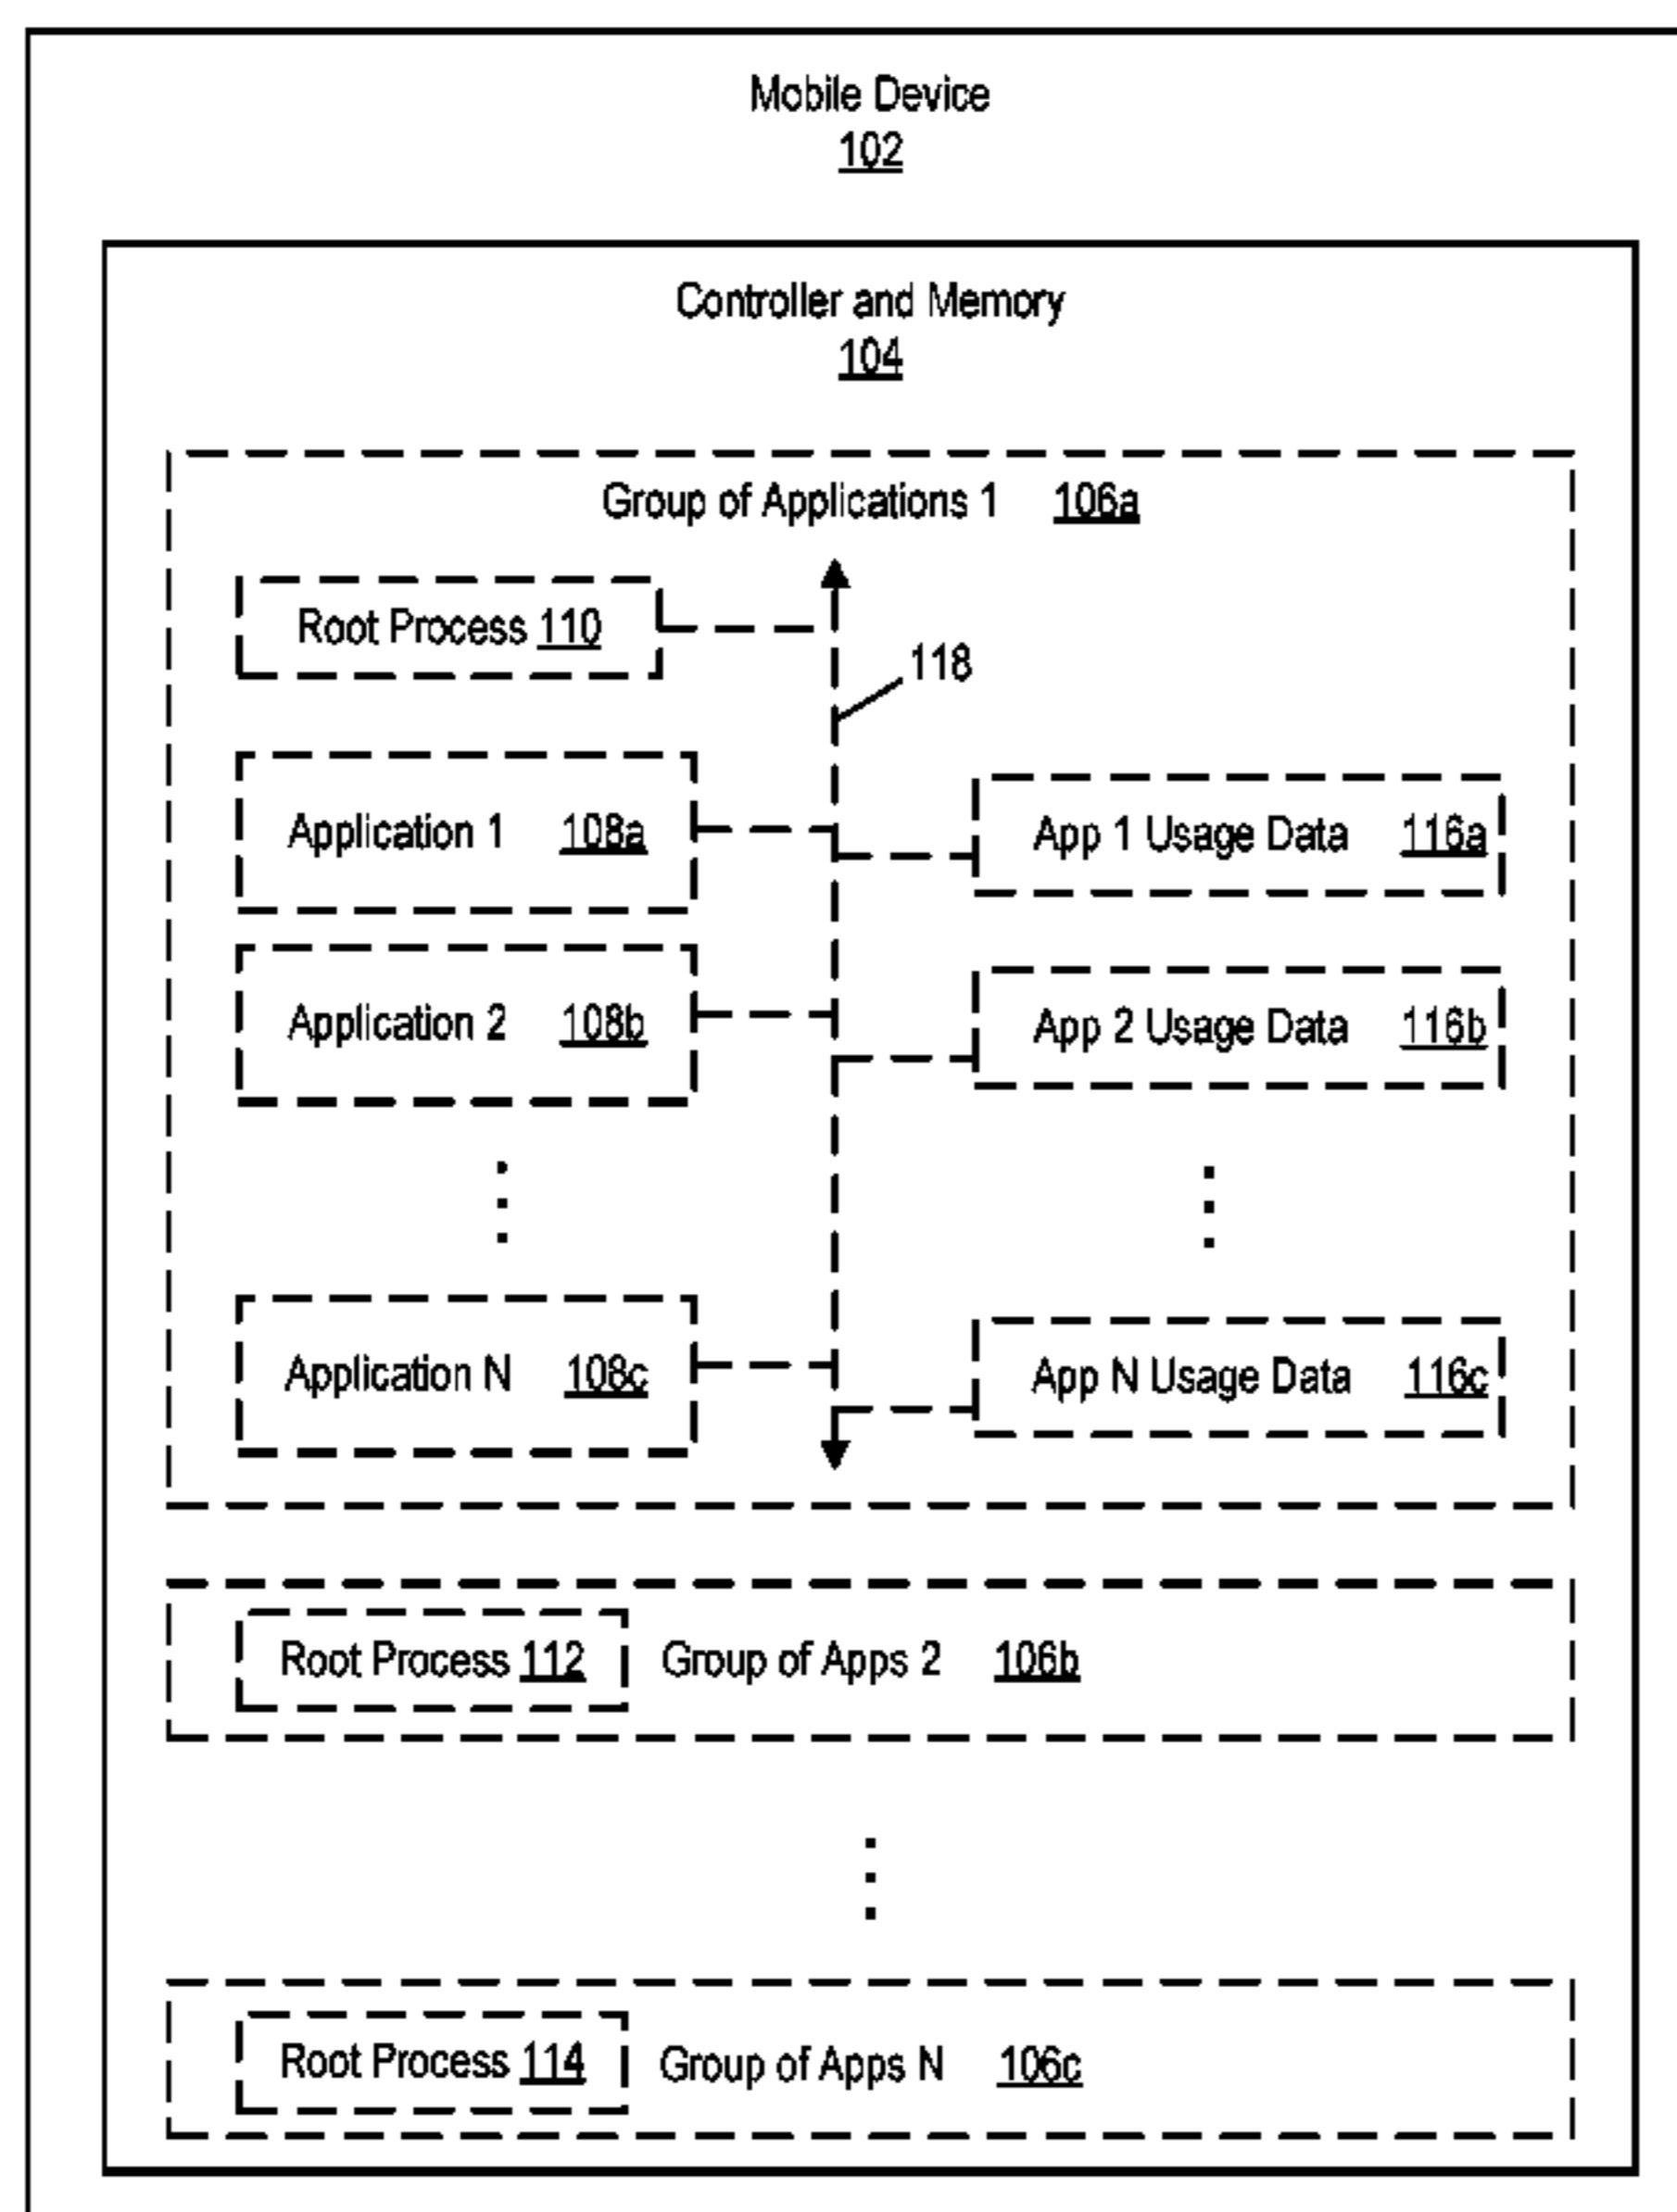 Mobile Device
102
Controller and Memory
104
Group of Applications 1 106a
Root Process 110
118
Application 1 108a
App 1 Usage Data 116a
Application 2 108b
App 2 Usage Data 116b
Application N 108c
App N Usage Data 116c
Root Process 112 Group of Apps 2 106b
Root Process 114 Group of Apps N 106c